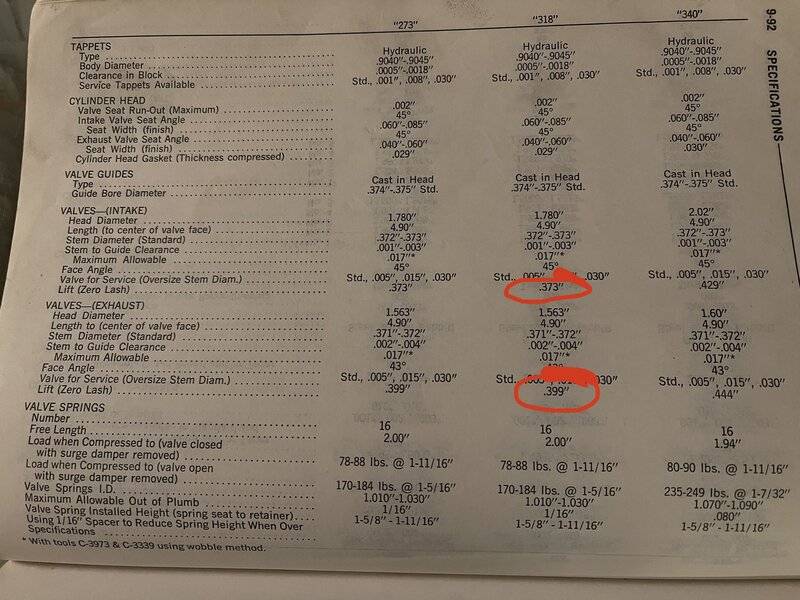 "273" "318" "340"
9-92 SPECIFICATIONS
TAPPETS
Type Hydraulic Hydraulic Hydraulic
Body Diameter .9040"-.9045" .9040"-.9045" .9040"-.9045"
Clearance in Block .0005"-.0018" .0005"-.0018" .0005"-.0018"
Service Tappets Available Std., .001", .008", .030" Std., .001", .008", .030" Std., .001", .008", .030"
CYLINDER HEAD
Valve Seat Run-Out (Maximum) .002" .002" .002"
Intake Valve Seat Angle 45° 45° 45°
Seat Width (finish) .060"-.085" .060"-.085" .060"-.085"
Exhaust Valve Seat Angle 45° 45° 45°
Seat Width (finish) .040"-.060" .040"-.060" .040"-.060"
Cylinder Head Gasket (Thickness compressed) .029" .029" .030"
VALVE GUIDES
Type Cast in Head Cast in Head Cast in Head
Guide Bore Diameter .374"-.375" Std. .374"-.375" Std. .374"-.375" Std.
VALVES—(INTAKE)
Head Diameter 1.780" 1.780" 2.02"
Length (to center of valve face) 4.90" 4.90" 4.90"
Stem Diameter (Standard) .372"-.373" .372"-.373" .372"-.373"
Stem to Guide Clearance .001"-.003" .001"-.003" .001"-.003"
Maximum Allowable .017"* .017"* .017"*
Face Angle 45° 45° 45°
Valve for Service (Oversize Stem Diam.) Std., .005", .015", .030" Std., .005" .030" Std., .005", .015", .030"
Lift (Zero Lash) .373" .373" .429"
VALVES—(EXHAUST)
Head Diameter 1.563" 1.563" 1.60"
Length to (center of valve face) 4.90" 4.90" 4.90"
Stem Diameter (Standard) .371"-.372" .371"-.372" .371"-.372"
Stem to Guide Clearance .002"-.004" .002"-.004" .002"-.004"
Maximum Allowable .017"* .017"* .017"*
Face Angle 43° 43°
Valve for Service (Oversize Stem Diam.) Std., .005", .015", .030" Std., .030" Std., .005", .015", .030"
Lift (Zero Lash) .399" .399" .444"
VALVE SPRINGS
Number 16 16 16
Free Length 2.00" 2.00" 1.94"
Load when Compressed to (valve closed
with surge damper removed) 78-88 lbs. @ 1-11/16" 78-88 lbs. @ 1-11/16" 80-90 lbs. @ 1-11/16"
Load when Compressed to (valve open
with surge damper removed) 170-184 lbs. @ 1-5/16" 170-184 lbs. @ 1-5/16" 235-249 lbs. @ 1-7/32"
Valve Springs I.D. 1.010"-1.030" 1.010"-1.030" 1.070"-1.090"
Maximum Allowable Out of Plumb 1/16" 1/16" .080"
Valve Spring Installed Height (spring seat to retainer) 1-5/8" - 1-11/16" 1-5/8" - 1-11/16" 1-5/8" - 1-11/16"
Using 1/16" Spacer to Reduce Spring Height When Over
Specifications
* With tools C-3973 & C-3339 using wobble method.